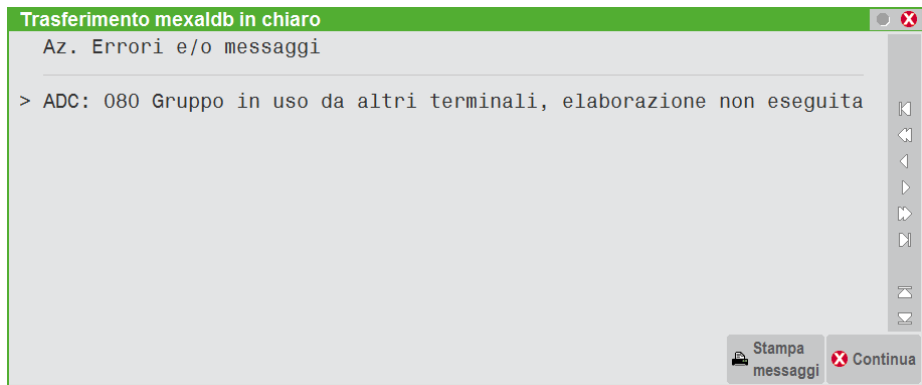 Trasferimento mexaldb in chiaro
Az. Errori e/o messaggi
> ADC: 080 Gruppo in uso da altri terminali, elaborazione non eseguita
Stampa
messaggi
Continua